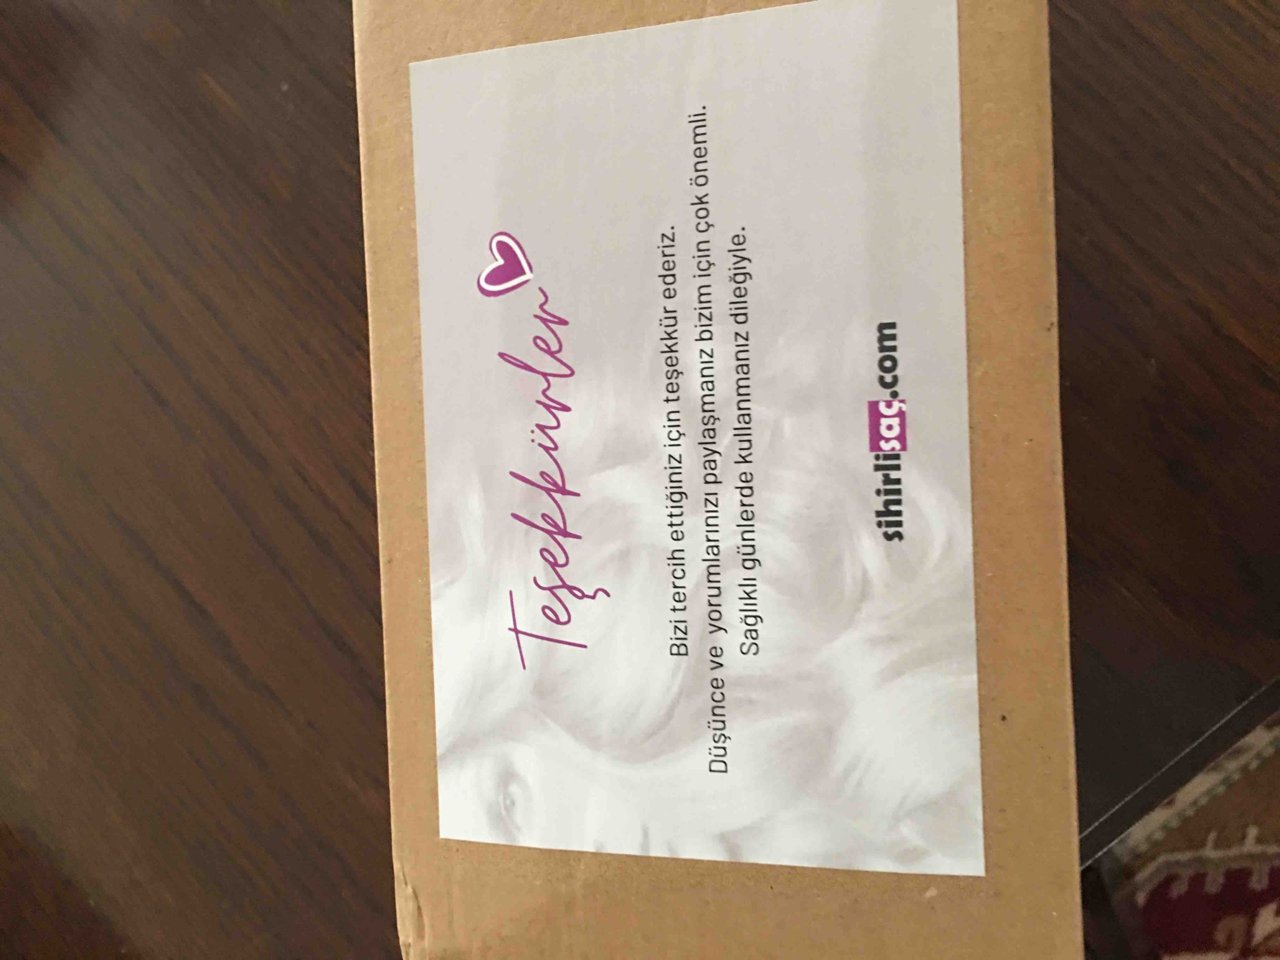 Teşekkürler
Bizi tercih ettiğiniz için teşekkür ederiz.
Düşünce ve yorumlarınızı paylaşmanız bizim için çok önemli.
Sağlıklı günlerde kullanmanız dileğiyle.
sihirlisaç.com